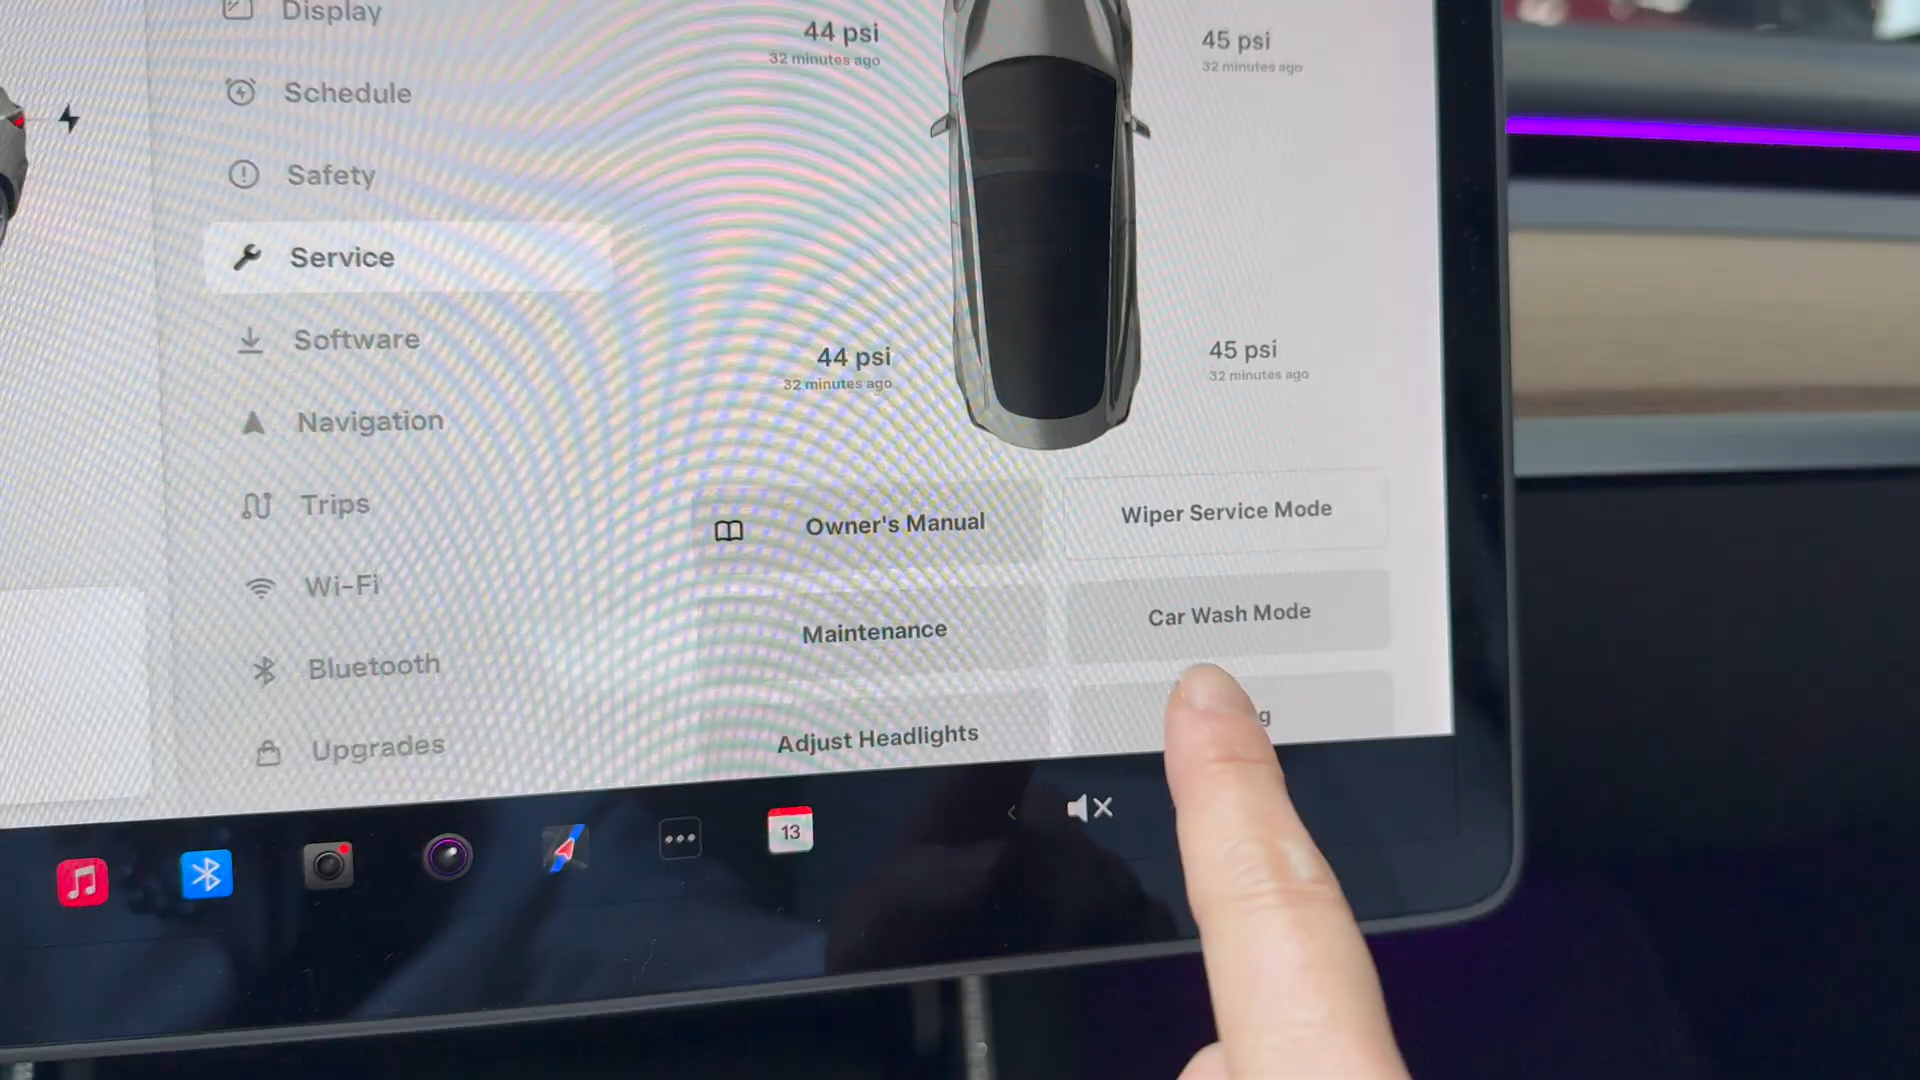 Display
Schedule
Safety
Service
Software
Navigation
Trips
Wi-Fi
Bluetooth
Upgrades
44 psi
32 minutes ago
45 psi
32 minutes ago
44 psi
32 minutes ago
45 psi
32 minutes ago
Owner's Manual
Wiper Service Mode
Maintenance
Car Wash Mode
Adjust Headlights
13